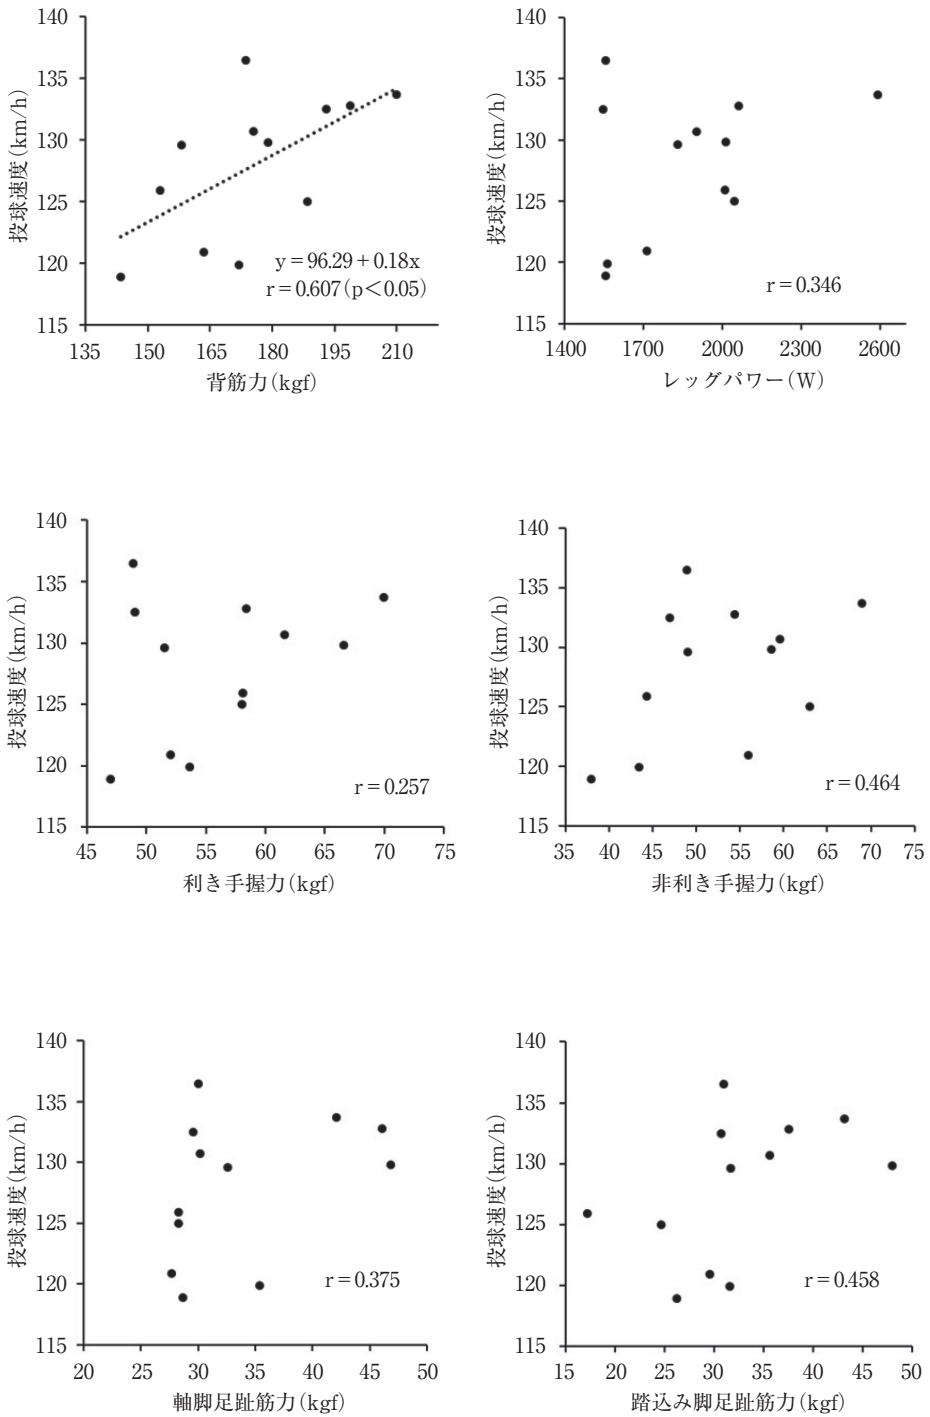 140
135
130
125
120
115
投球速度(km/h)
y=96.29+0.18x
r=0.607(p<0.05)
135 150 165 180 195 210
背筋力(kgf)
140
135
130
125
120
115
投球速度(km/h)
r=0.346
1400 1700 2000 2300 2600
レッグパワー(W)
140
135
130
125
120
115
投球速度(km/h)
r=0.257
45 50 55 60 65 70 75
利き手握力(kgf)
140
135
130
125
120
115
投球速度(km/h)
r=0.464
35 40 45 50 55 60 65 70 75
非利き手握力(kgf)
140
135
130
125
120
115
投球速度(km/h)
r=0.375
20 25 30 35 40 45 50
軸脚足趾筋力(kgf)
140
135
130
125
120
115
投球速度(km/h)
r=0.458
15 20 25 30 35 40 45 50
踏込み脚足趾筋力(kgf)